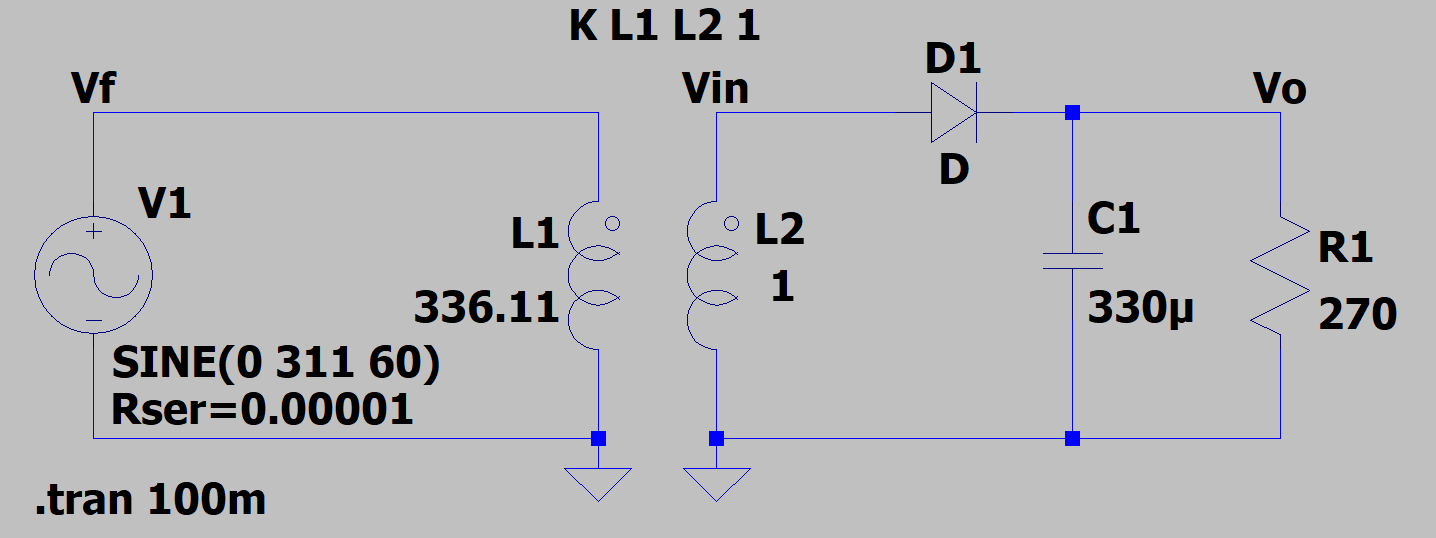 K L1 L2 1
Vf
Vin
D1
Vo
D
V1
L1
336.11
L2
1
C1
330µ
R1
270
SINE(0 311 60)
Rser=0.00001
.tran 100m